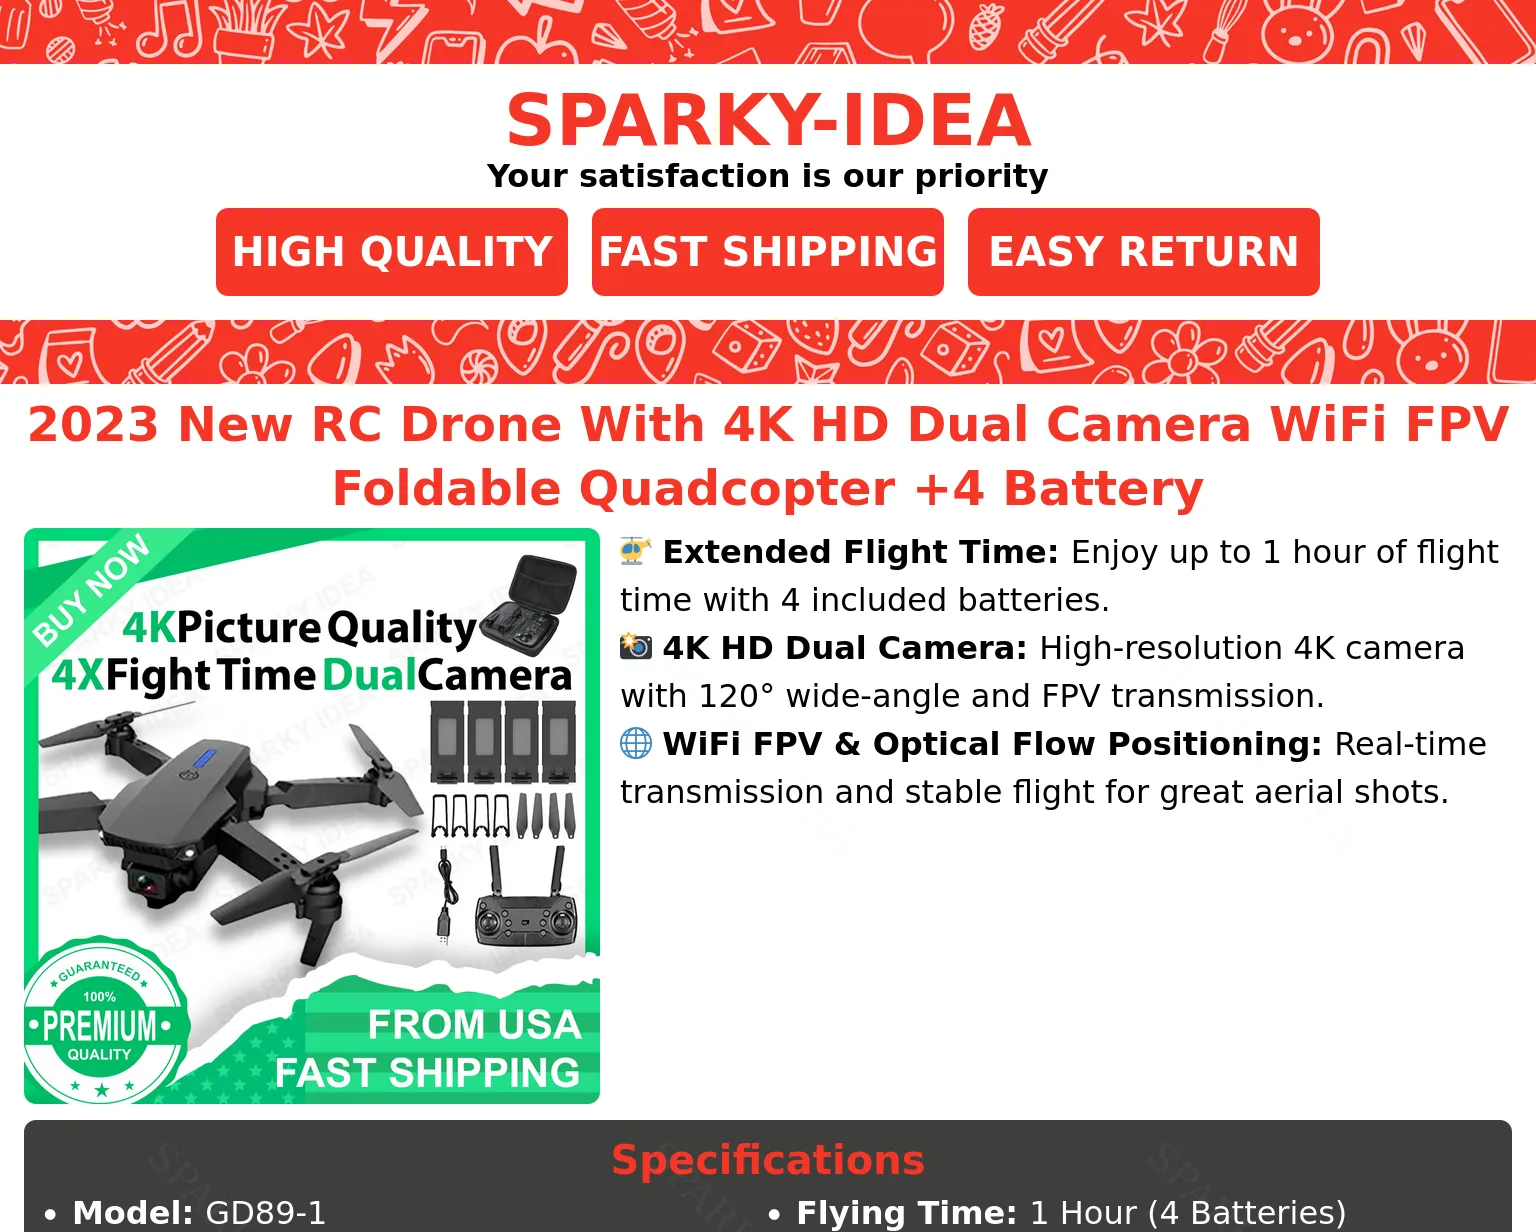 SPARKY-IDEA
Your satisfaction is our priority
HIGH QUALITY
FAST SHIPPING
EASY RETURN
2023 New RC Drone With 4K HD Dual Camera WiFi FPV
Foldable Quadcopter +4 Battery
BUY NOW
4KPicture Quality
4XFight Time DualCamera
GUARANTEED
100%
PREMIUM
QUALITY
FROM USA
FAST SHIPPING
Extended Flight Time: Enjoy up to 1 hour of flight
time with 4 included batteries.
4K HD Dual Camera: High-resolution 4K camera
with 120° wide-angle and FPV transmission.
WiFi FPV & Optical Flow Positioning: Real-time
transmission and stable flight for great aerial shots.
Specifications
• Model: GD89-1
• Flying Time: 1 Hour (4 Batteries)